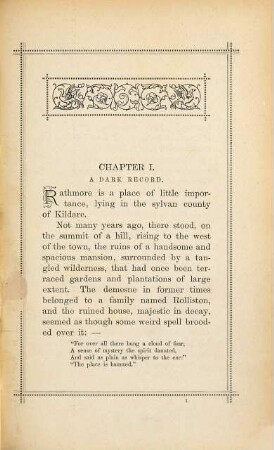 CHAPTER I.
A DARK RECORD.
Rathmore is a place of little impor-
tance, lying in the sylvan county
of Kildare.
Not many years ago, there stood, on
the summit of a hill, rising to the west
of the town, the ruins of a handsome and
spacious mansion, surrounded by a tan-
gled wilderness, that had once been ter-
raced gardens and plantations of large
extent. The demesne in former times
belonged to a family named Rolliston,
and the ruined house, majestic in decay,
seemed as though some weird spell brood-
ed over it: —
"For over all there hung a cloud of fear,
A sense of mystery the spirit daunted,
And said as plain as whisper to the ear:"
"The place is haunted."
1